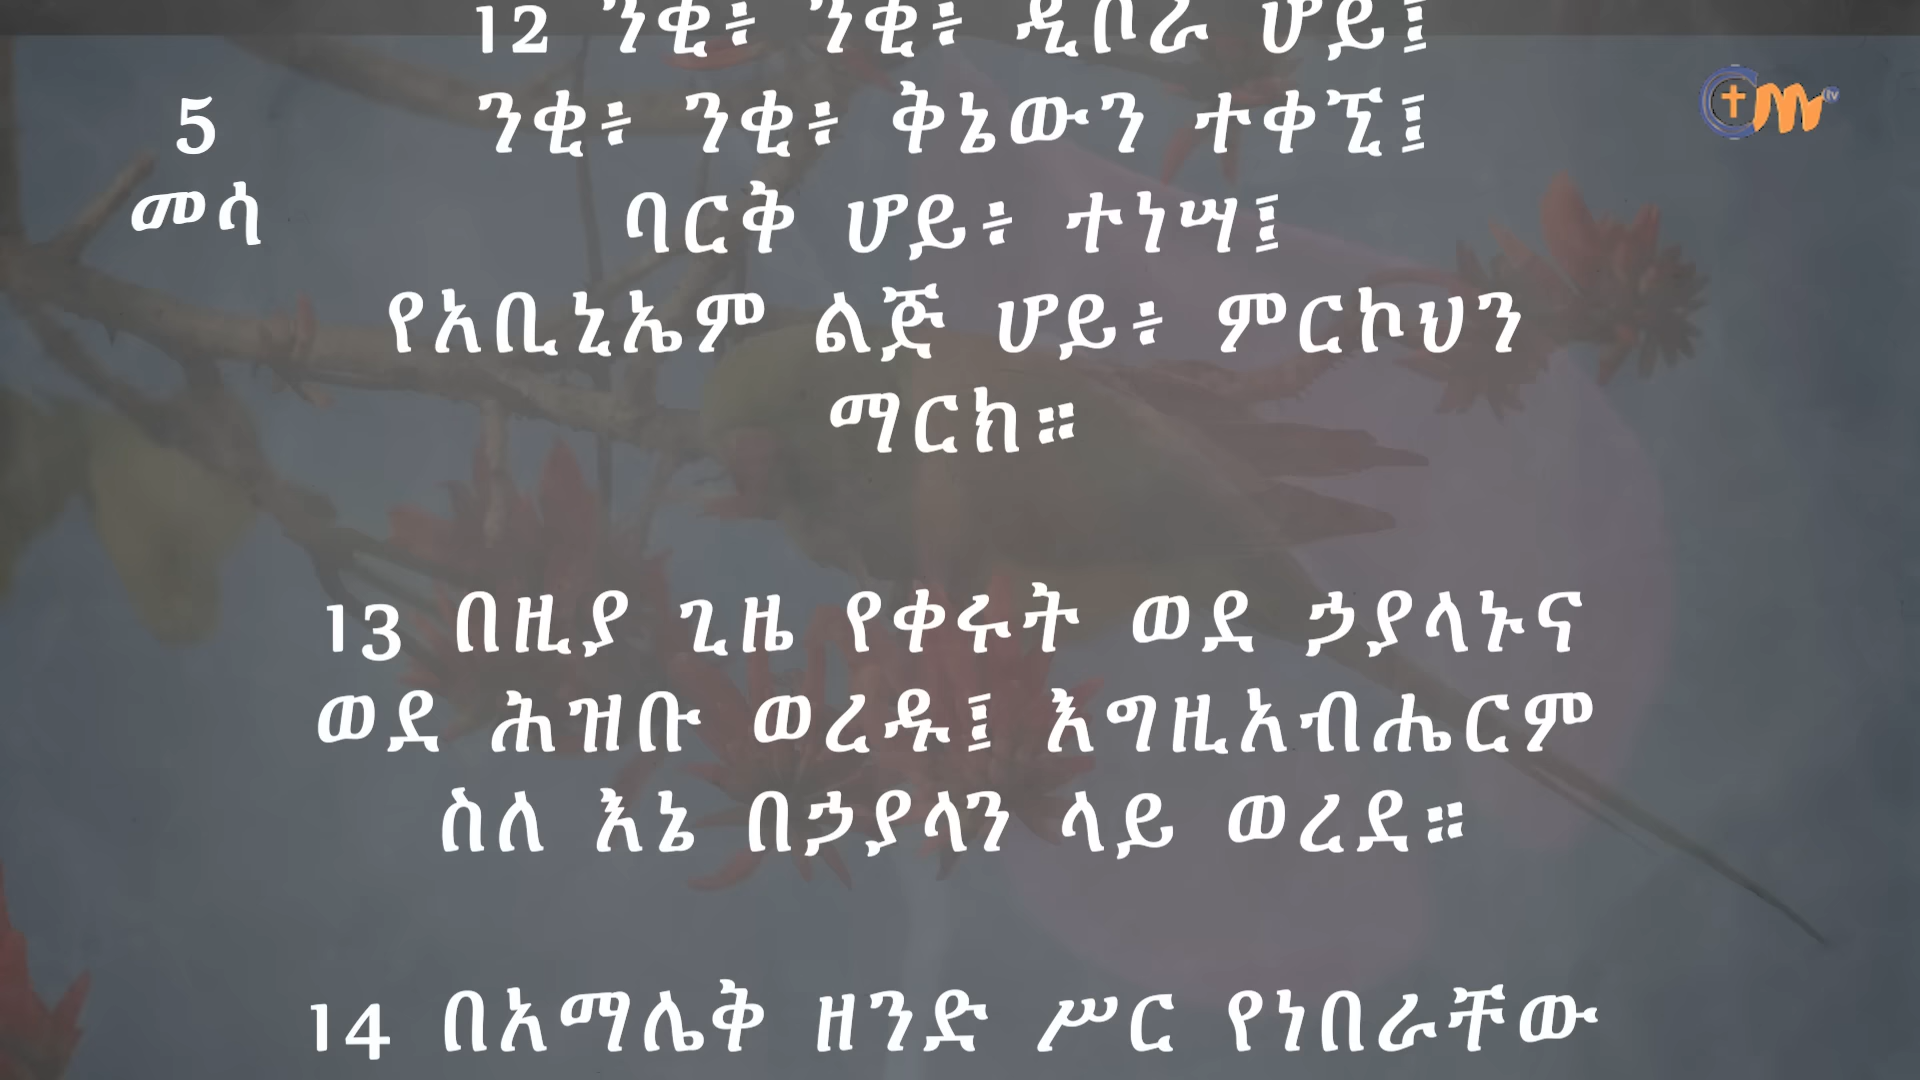 12 ንቂ፥ ንቂ፥ ዲቦራ ሆይ፤
5
መሳ
ንቂ፥ ንቂ፥ ቅኔውን ተቀኚ፤
ባርቅ ሆይ፥ ተነሣ፤
የአቢኒኤም ልጅ ሆይ፥ ምርኮህን
ማርክ።
13 በዚያ ጊዜ የቀሩት ወደ ኃያላኑና
ወደ ሕዝቡ ወረዱ፤ እግዚአብሔርም
ስለ እኔ በኃያላን ላይ ወረደ።
14 በአማሌቅ ዘንድ ሥር የነበራቸው